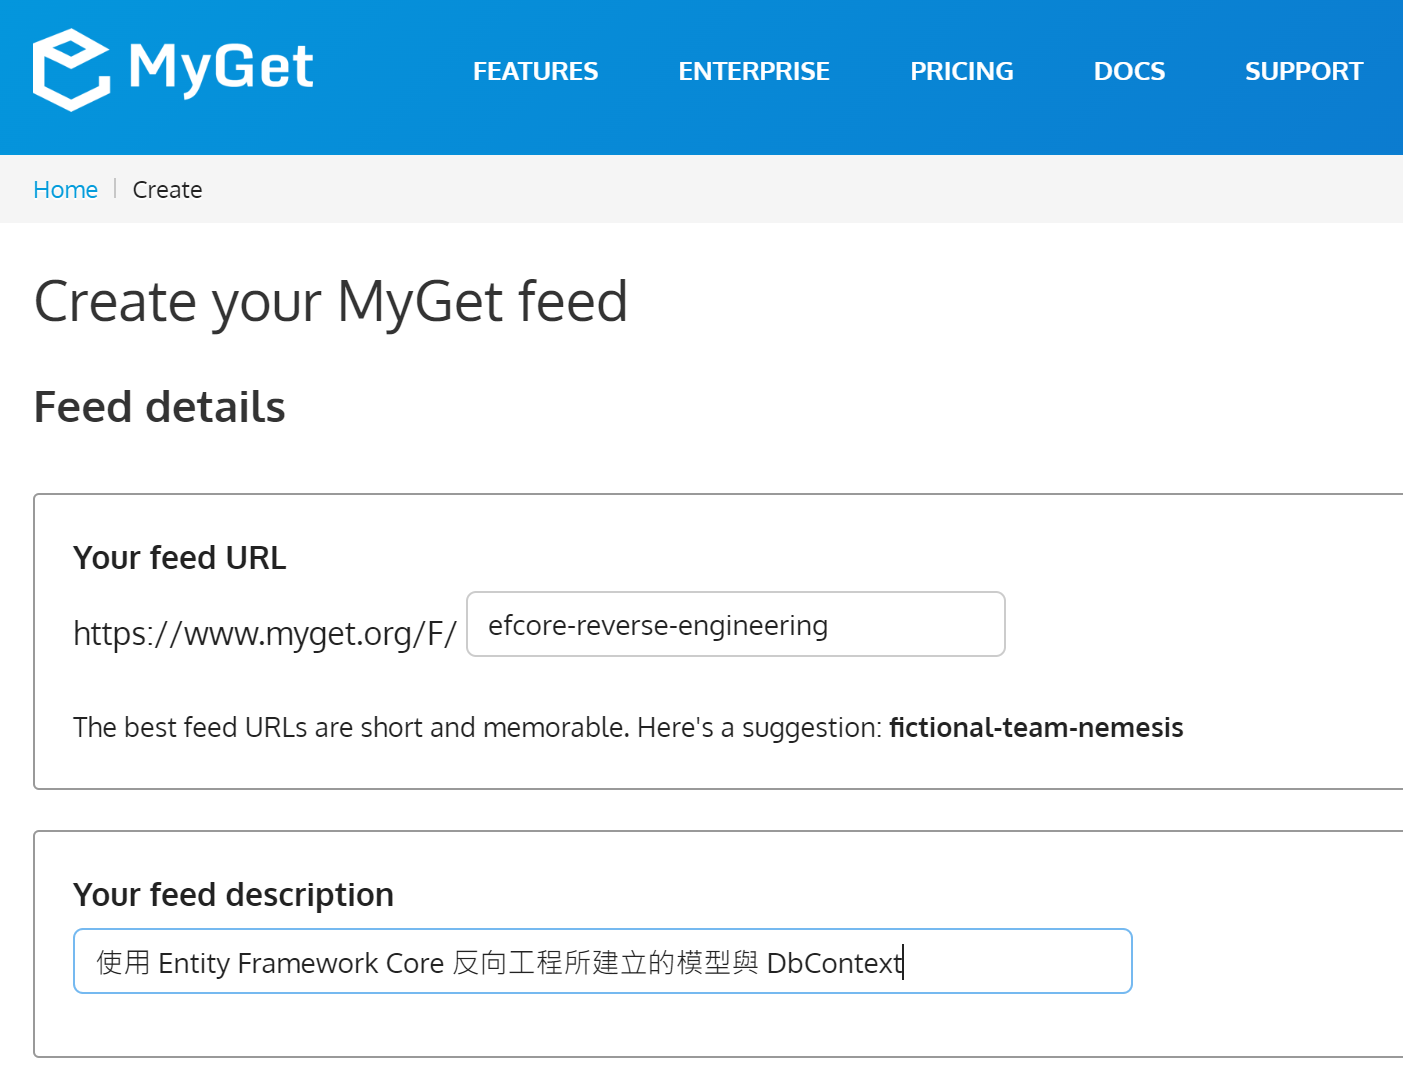 MyGet FEATURES ENTERPRISE PRICING DOCS SUPPORT
Home Create
Create your MyGet feed
Feed details
Your feed URL
https://www.myget.org/F/ efcore-reverse-engineering
The best feed URLs are short and memorable. Here's a suggestion: fictional-team-nemesis
Your feed description
使用 Entity Framework Core 反向工程所建立的模型與 DbContext